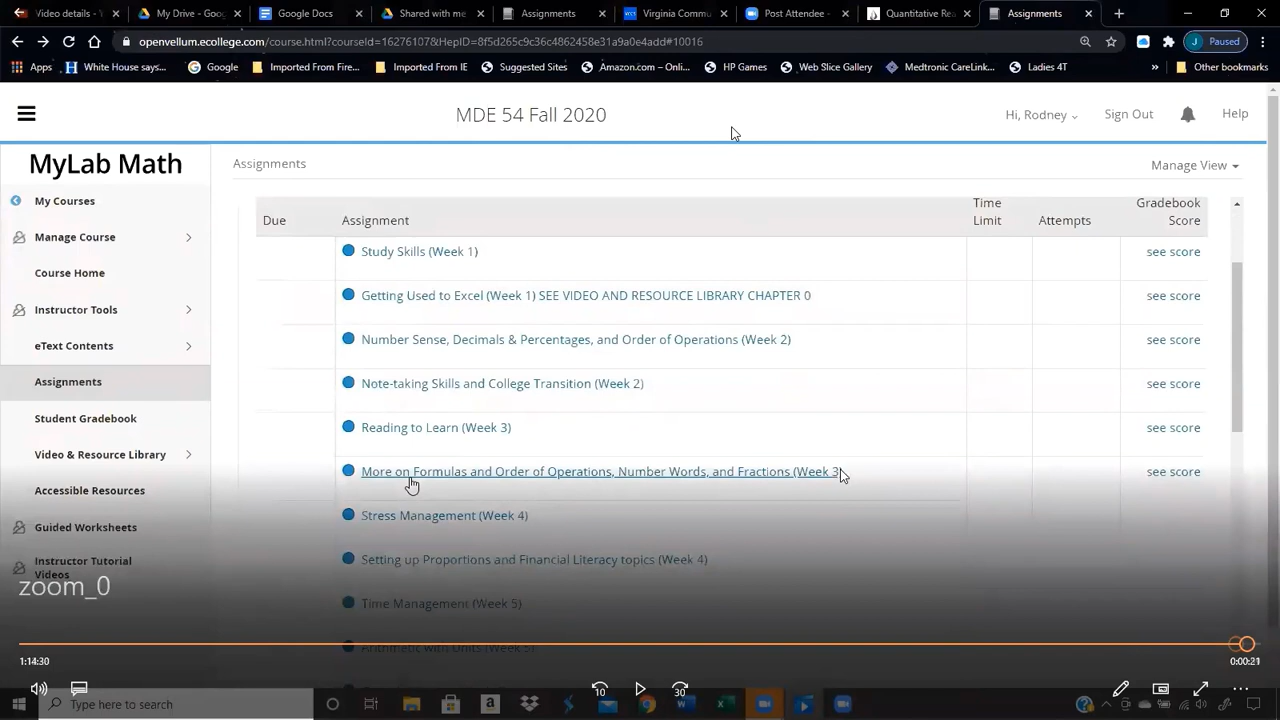 Video details - Y
My Drive - Goog
Google Docs
Shared with me
Assignments
Virginia Commu
Post Attendee -
Quantitative Rea
Assignments
openvellum.ecollege.com/course.html?courseId=16276107&HepID=8f5d265c9c36c4862458e31a9a0e4add#10016
J Paused
Apps
White House says...
Google
Imported From Fire...
Imported From IE
Suggested Sites
Amazon.com – Onli...
HP Games
Web Slice Gallery
Medtronic CareLink...
Ladies 4T
»
Other bookmarks
MDE 54 Fall 2020
Hi, Rodney
Sign Out
Help
MyLab Math
Assignments
Manage View
My Courses
Manage Course
Course Home
Instructor Tools
eText Contents
Assignments
Student Gradebook
Video & Resource Library
Accessible Resources
Guided Worksheets
Instructor Tutorial
Videos
Due
Assignment
Time
Limit
Attempts
Gradebook
Score
Study Skills (Week 1)
see score
Getting Used to Excel (Week 1) SEE VIDEO AND RESOURCE LIBRARY CHAPTER 0
see score
Number Sense, Decimals & Percentages, and Order of Operations (Week 2)
see score
Note-taking Skills and College Transition (Week 2)
see score
Reading to Learn (Week 3)
see score
More on Formulas and Order of Operations, Number Words, and Fractions (Week 3)
see score
Stress Management (Week 4)
Setting up Proportions and Financial Literacy topics (Week 4)
Time Management (Week 5)
Arithmetic with Units (Week 5)
zoom_0
1:14:30
0:00:21
10
30
Type here to search